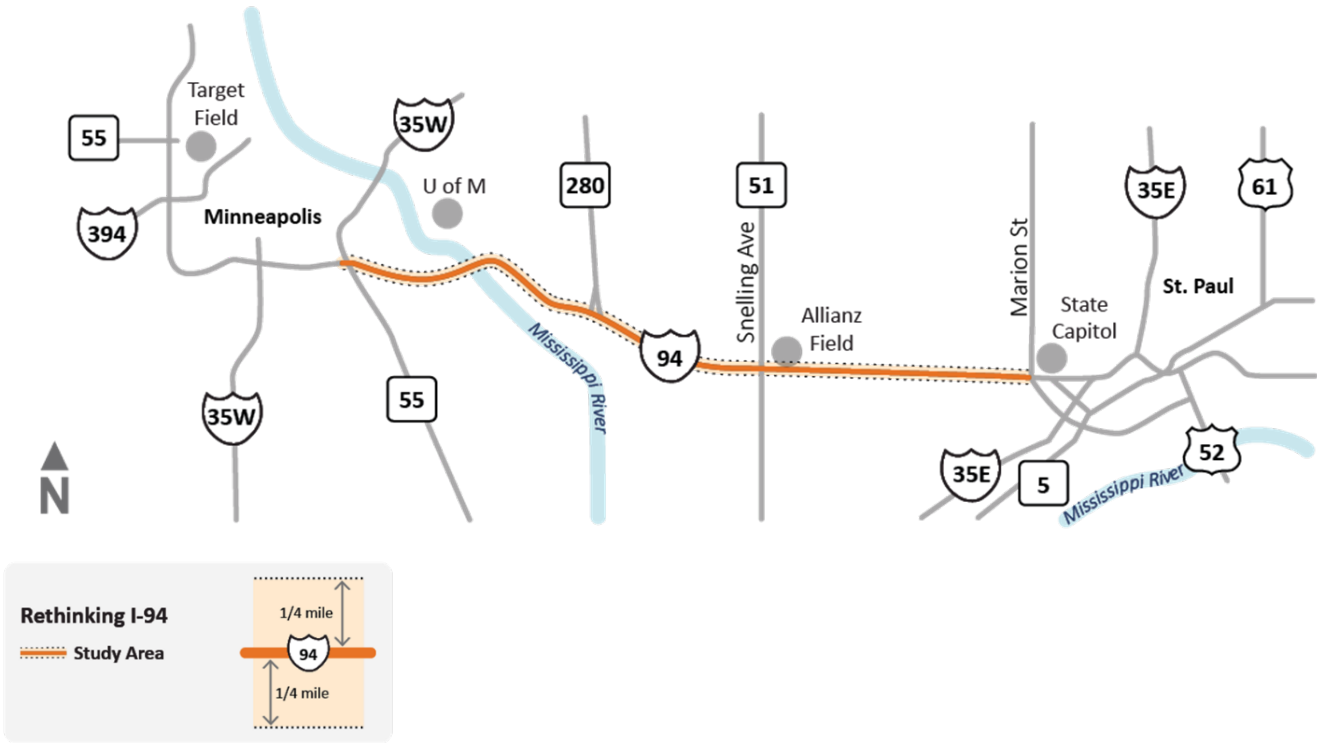 Target
Field
55
35W
394
Minneapolis
U of M
280
51
Snelling Ave
Marion St
35E
61
St. Paul
State
Capitol
Allianz
Field
94
Mississippi River
35W
55
35E
5
52
Mississippi River
N
Rethinking I-94
Study Area
1/4 mile
94
1/4 mile